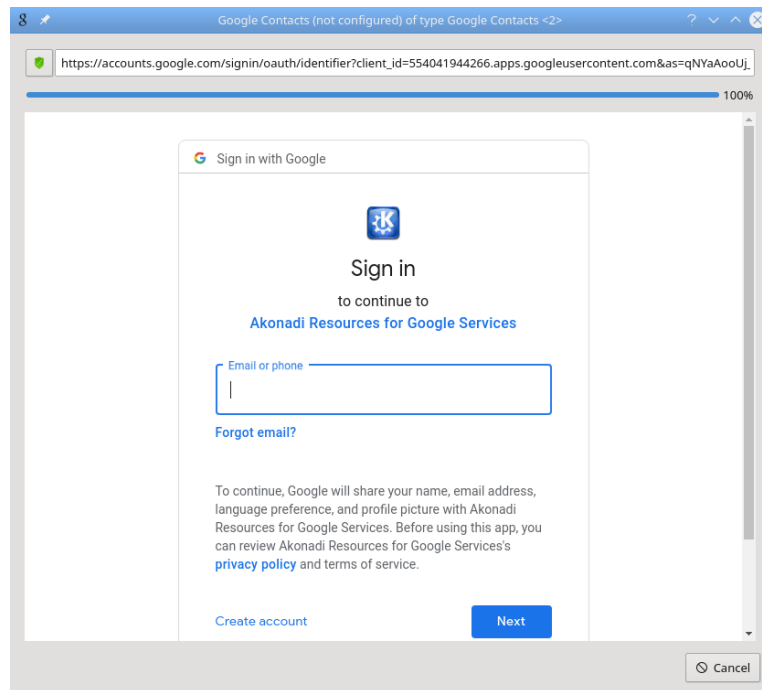 Google Contacts (not configured) of type Google Contacts <2>
https://accounts.google.com/signin/oauth/identifier?client_id=554041944266.apps.googleusercontent.com&as=qNYaAooUj_
100%
Sign in with Google
Sign in
to continue to
Akonadi Resources for Google Services
Email or phone
Forgot email?
To continue, Google will share your name, email address,
language preference, and profile picture with Akonadi
Resources for Google Services. Before using this app, you
can review Akonadi Resources for Google Services's
privacy policy and terms of service.
Create account
Next
Cancel